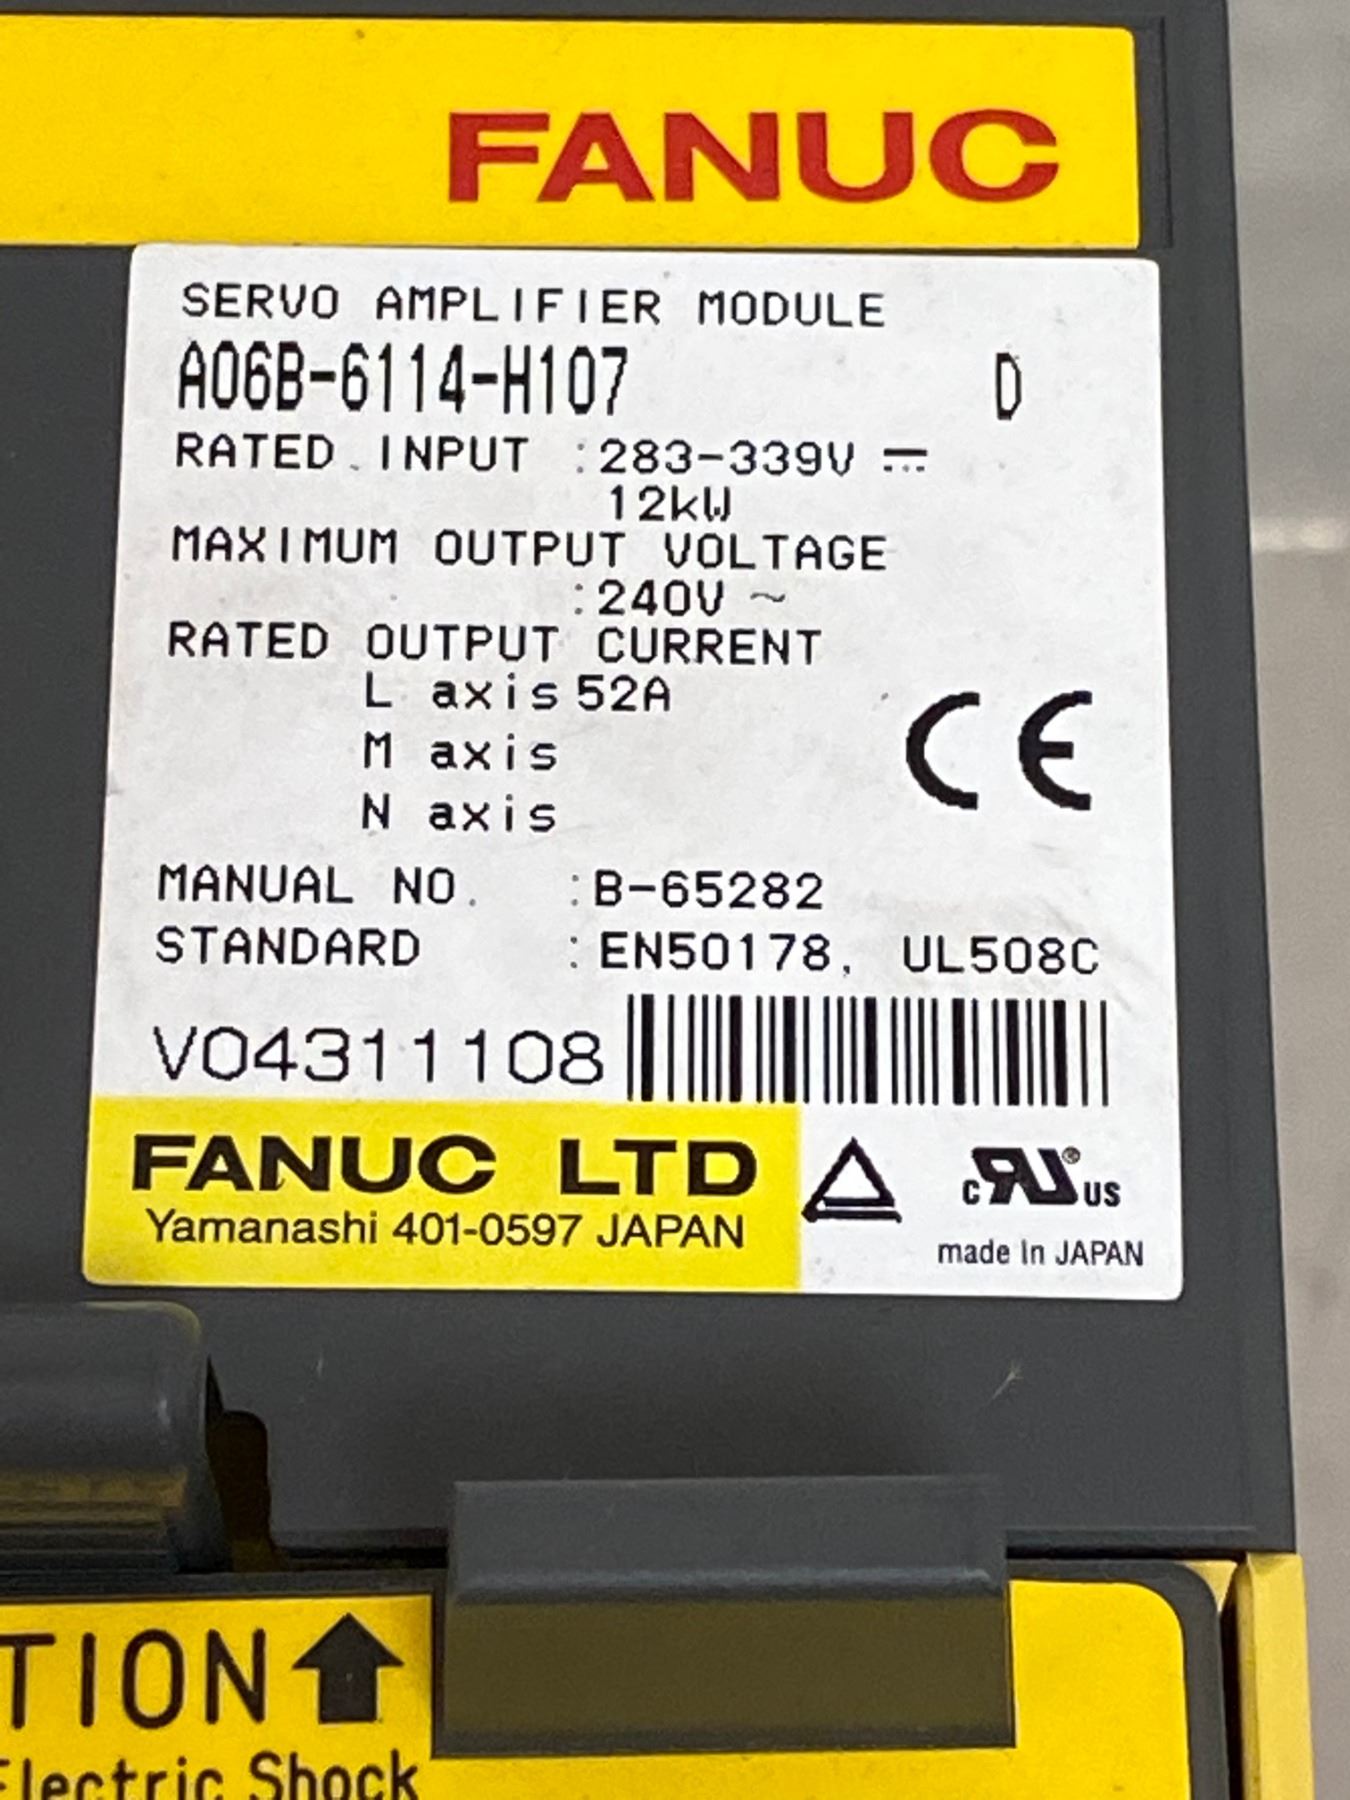 FANUC
SERVO AMPLIFIER MODULE
A06B-6114-H107 D
RATED INPUT :283-339V ⎓
12kW
MAXIMUM OUTPUT VOLTAGE
:240V ~
RATED OUTPUT CURRENT
L axis 52A
M axis
N axis
CE
MANUAL NO. :B-65282
STANDARD :EN50178, UL508C
V04311108
FANUC LTD
Yamanashi 401-0597 JAPAN
c RU US
made in JAPAN
TION
Electric Shock